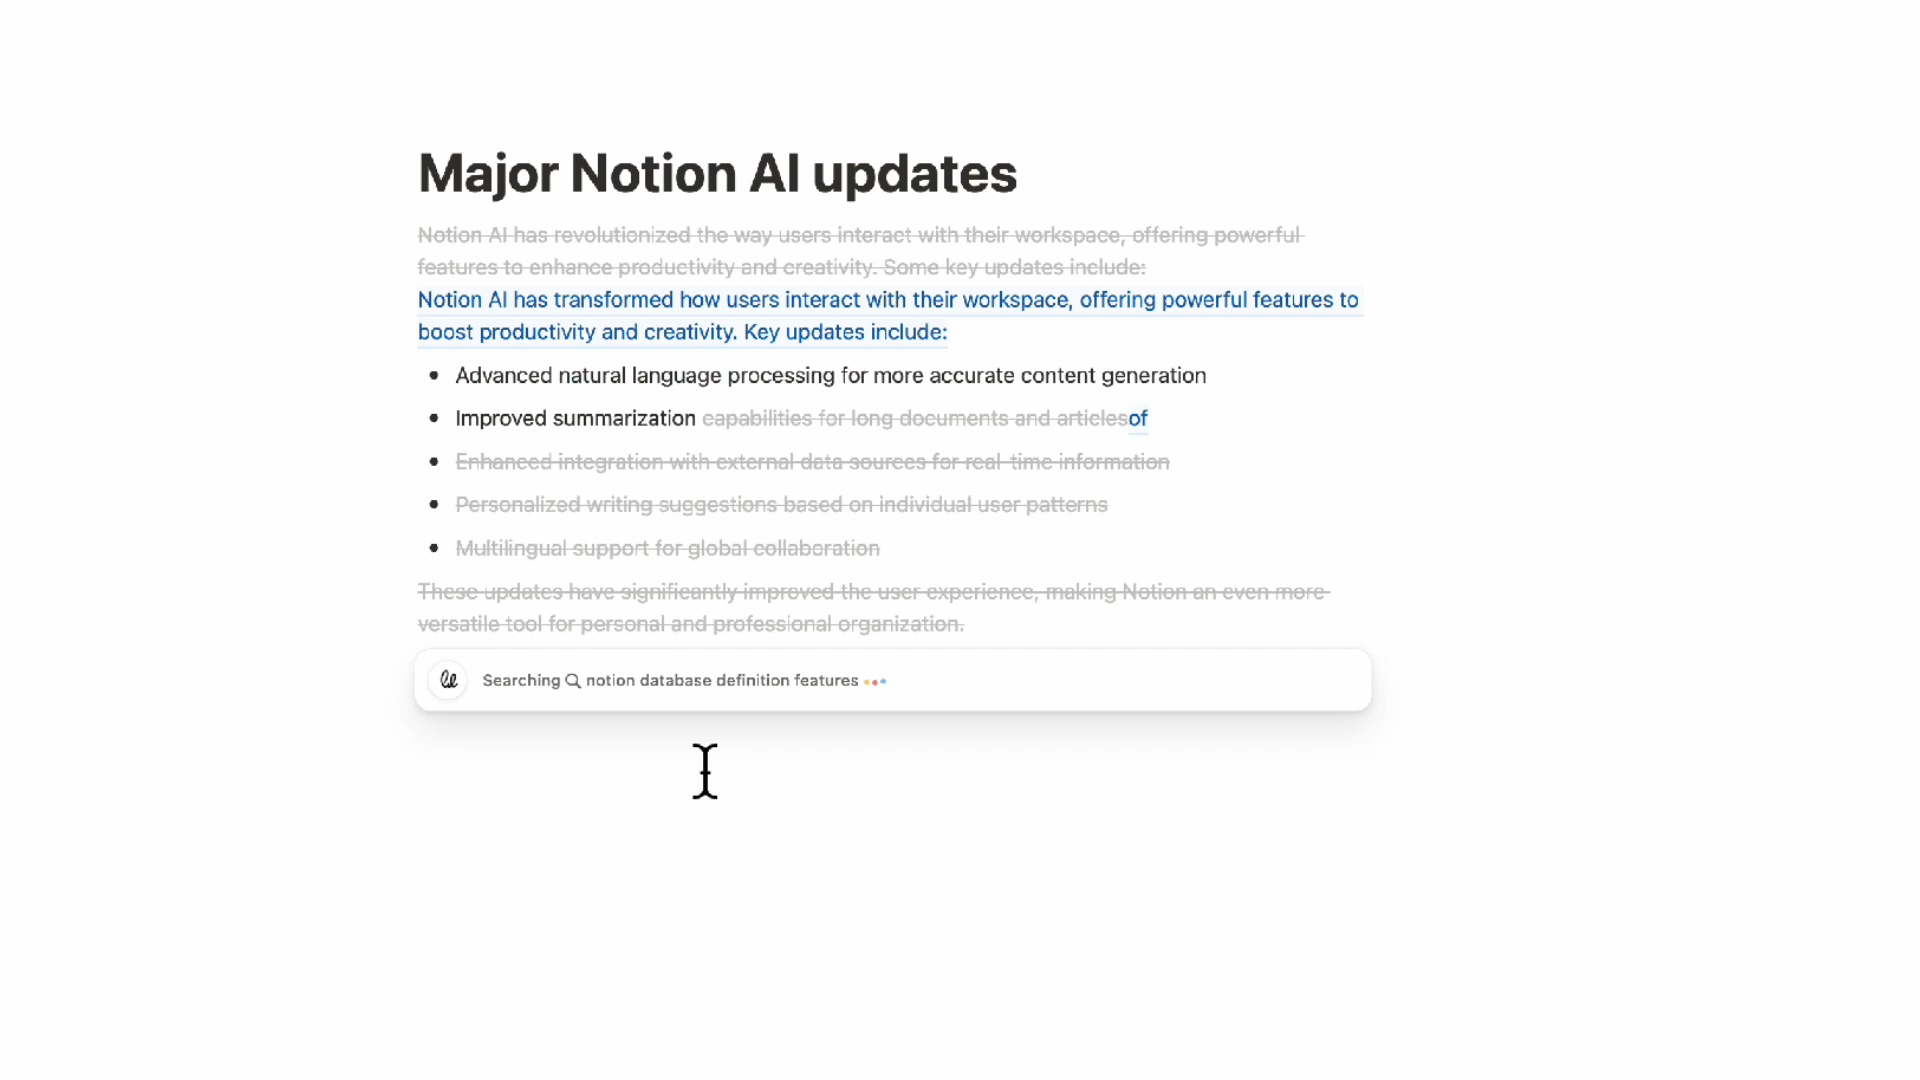 Major Notion AI updates
Notion AI has revolutionized the way users interact with their workspace, offering powerful
features to enhance productivity and creativity. Some key updates include:
Notion AI has transformed how users interact with their workspace, offering powerful features to
boost productivity and creativity. Key updates include:
• Advanced natural language processing for more accurate content generation
• Improved summarization capabilities for long documents and articlesof
• Enhanced integration with external data sources for real-time information
• Personalized writing suggestions based on individual user patterns
• Multilingual support for global collaboration
These updates have significantly improved the user experience, making Notion an even more
versatile tool for personal and professional organization.
Searching notion database definition features